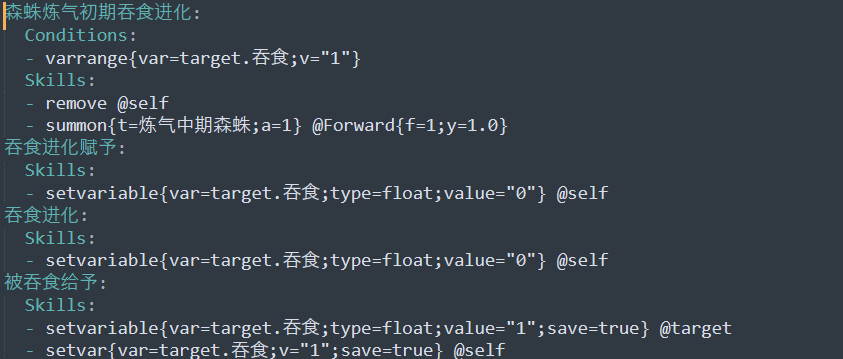 森蛛炼气初期吞食进化:
  Conditions:
  - varrange{var=target.吞食;v="1"}
  Skills:
  - remove @self
  - summon{t=炼气中期森蛛;a=1} @Forward{f=1;y=1.0}
吞食进化赋予:
  Skills:
  - setvariable{var=target.吞食;type=float;value="0"} @self
吞食进化:
  Skills:
  - setvariable{var=target.吞食;type=float;value="0"} @self
被吞食给予:
  Skills:
  - setvariable{var=target.吞食;type=float;value="1";save=true} @target
  - setvar{var=target.吞食;v="1";save=true} @self